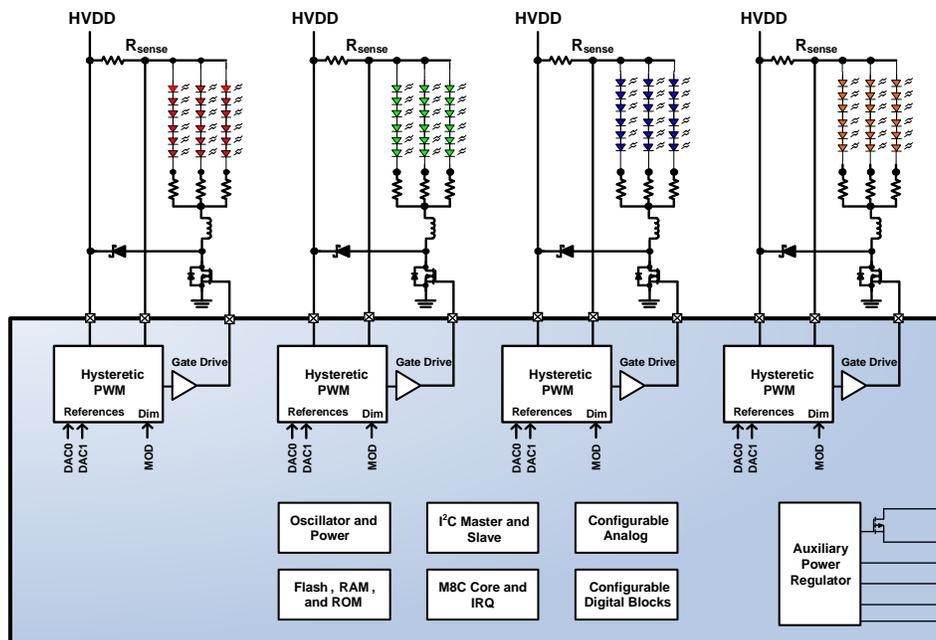 HVDD HVDD HVDD HVDD
Rsense Rsense Rsense Rsense
Gate Drive Gate Drive Gate Drive Gate Drive
Hysteretic Hysteretic Hysteretic Hysteretic
PWM PWM PWM PWM
References Dim References Dim References Dim References Dim
DAC0 DAC1 MOD DAC0 DAC1 MOD DAC0 DAC1 MOD DAC0 DAC1 MOD
Oscillator and
Power
I²C Master and
Slave
Configurable
Analog
Flash , RAM ,
and ROM
M8C Core and
IRQ
Configurable
Digital Blocks
Auxiliary
Power
Regulator